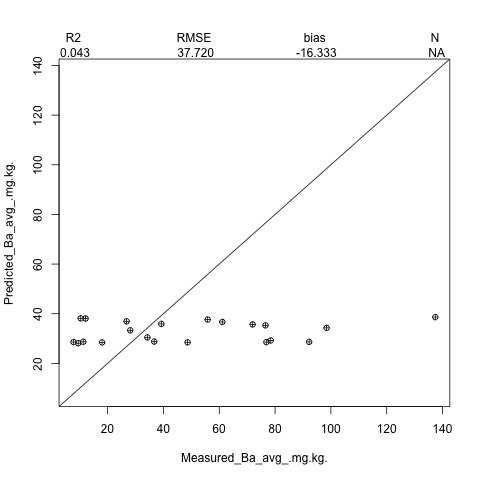 R2 RMSE bias N
0.043 37.720 -16.333 NA
140
120
100
80
60
40
20
Predicted_Ba_avg_.mg.kg.
20 40 60 80 100 120 140
Measured_Ba_avg_.mg.kg.